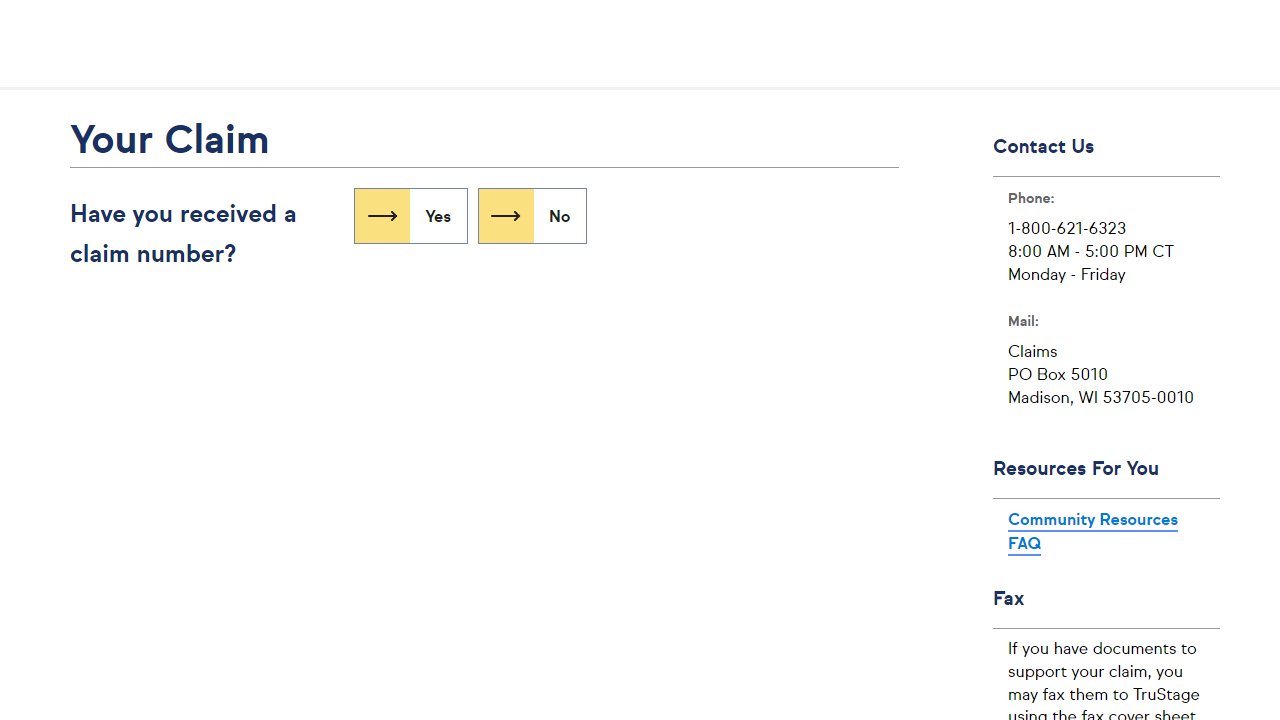 Your Claim
Have you received a
claim number?
Yes
No
Contact Us
Phone:
1-800-621-6323
8:00 AM - 5:00 PM CT
Monday - Friday
Mail:
Claims
PO Box 5010
Madison, WI 53705-0010
Resources For You
Community Resources
FAQ
Fax
If you have documents to
support your claim, you
may fax them to TruStage
using the fax cover sheet